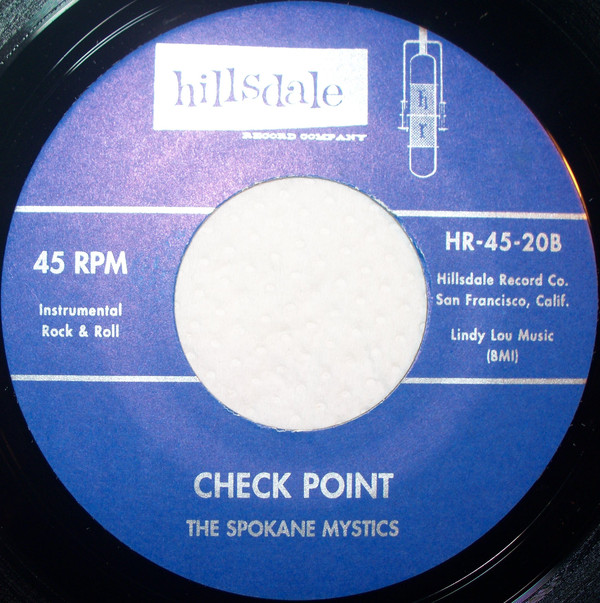 hillsdale
RECORD COMPANY
h
r
45 RPM
Instrumental
Rock & Roll
HR-45-20B
Hillsdale Record Co.
San Francisco, Calif.
Lindy Lou Music
(BMI)
CHECK POINT
THE SPOKANE MYSTICS